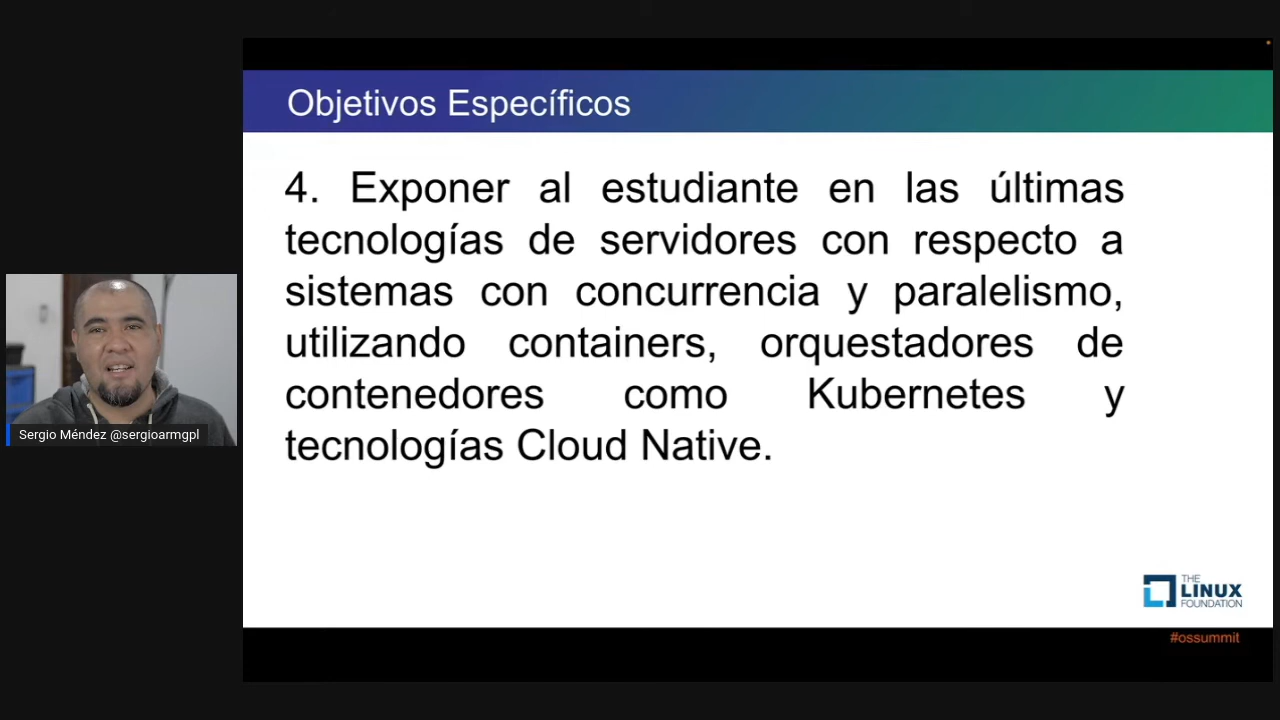 Objetivos Específicos
4. Exponer al estudiante en las últimas
tecnologías de servidores con respecto a
sistemas con concurrencia y paralelismo,
utilizando containers, orquestadores de
contenedores como Kubernetes y
tecnologías Cloud Native.
Sergio Méndez @sergioarmgpl
THE
LINUX
FOUNDATION
#ossummit